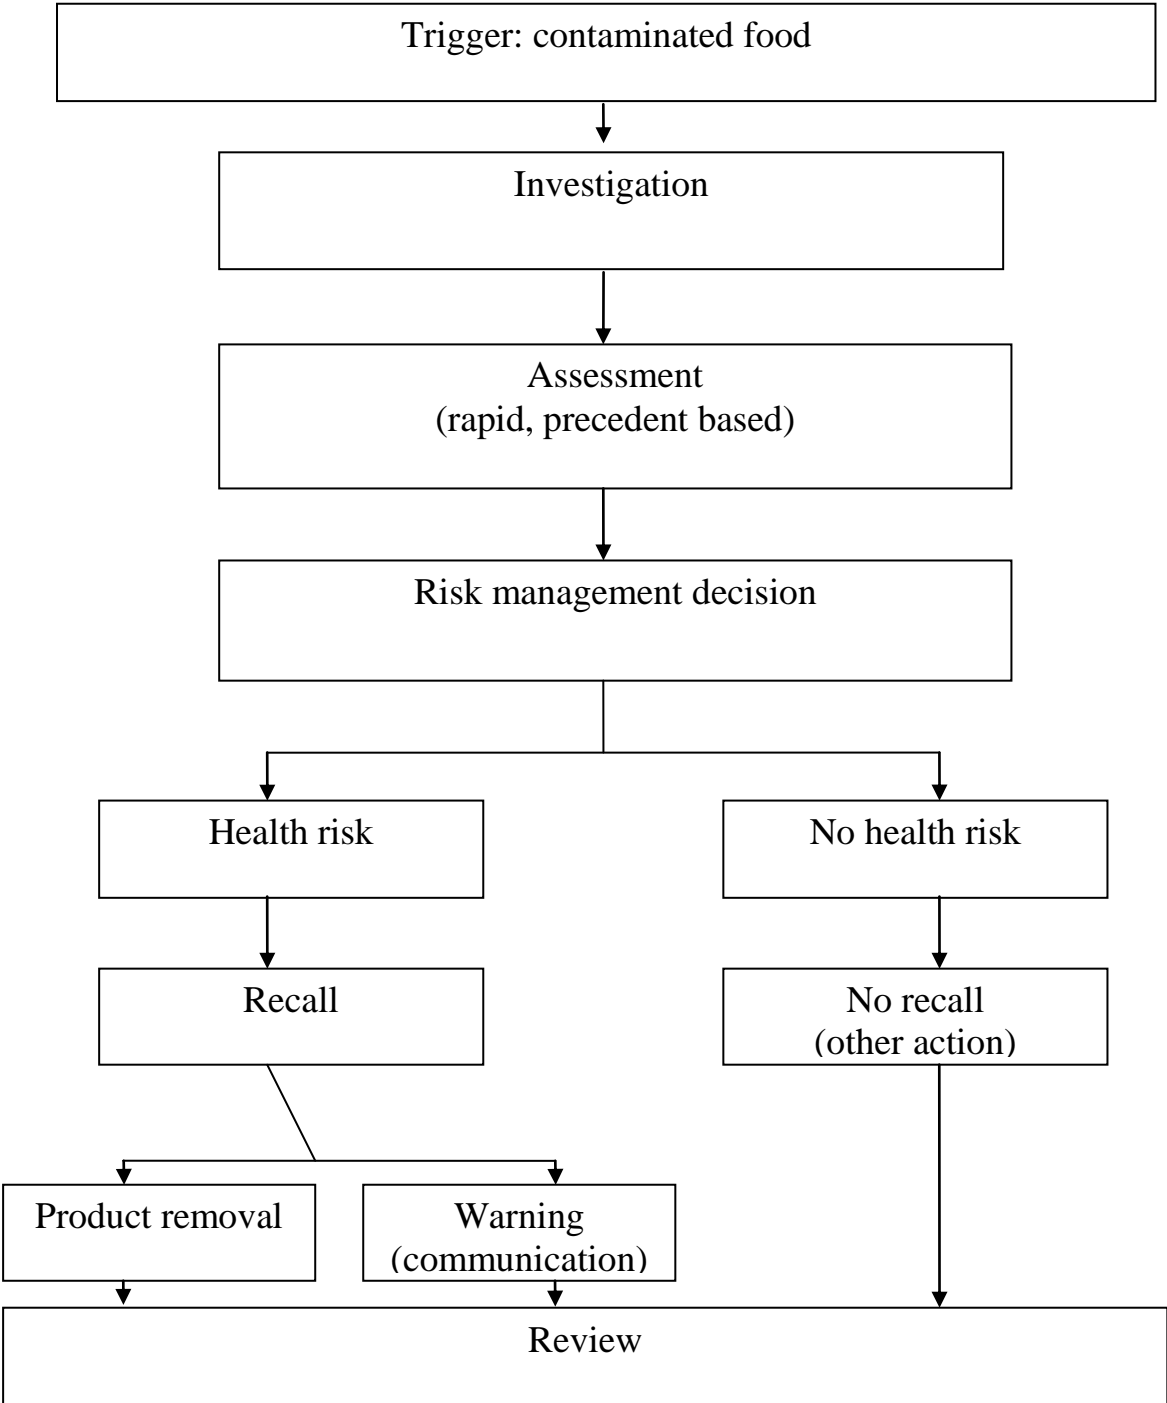 Trigger: contaminated food
Investigation
Assessment
(rapid, precedent based)
Risk management decision
Health risk
No health risk
Recall
No recall
(other action)
Product removal
Warning
(communication)
Review